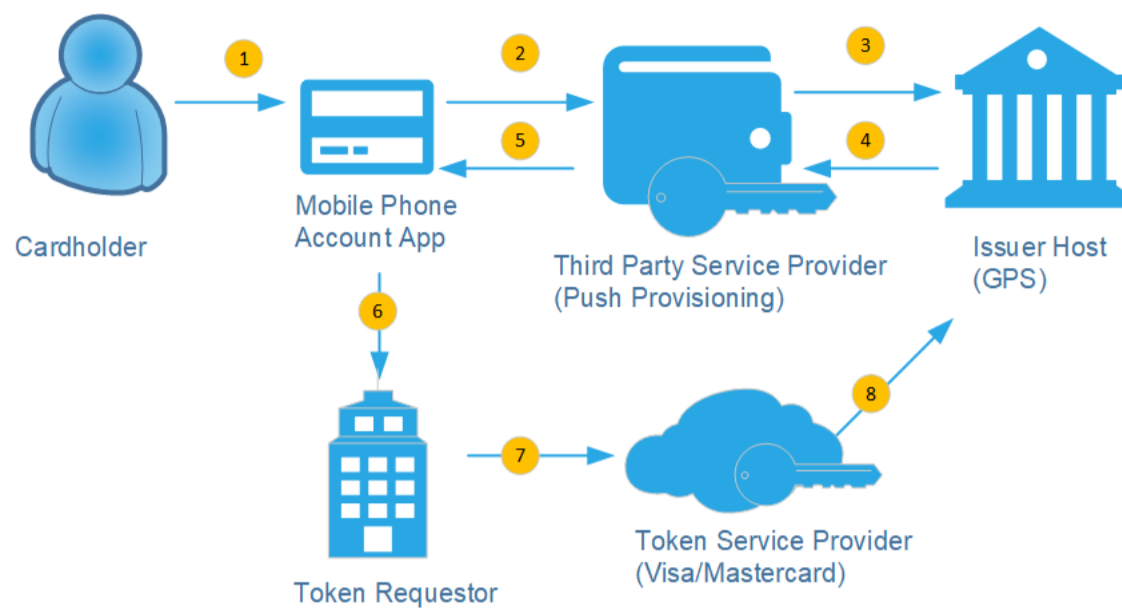 1
2
3
5
4
Cardholder
Mobile Phone
Account App
Third Party Service Provider
(Push Provisioning)
Issuer Host
(GPS)
6
8
7
Token Requestor
Token Service Provider
(Visa/Mastercard)